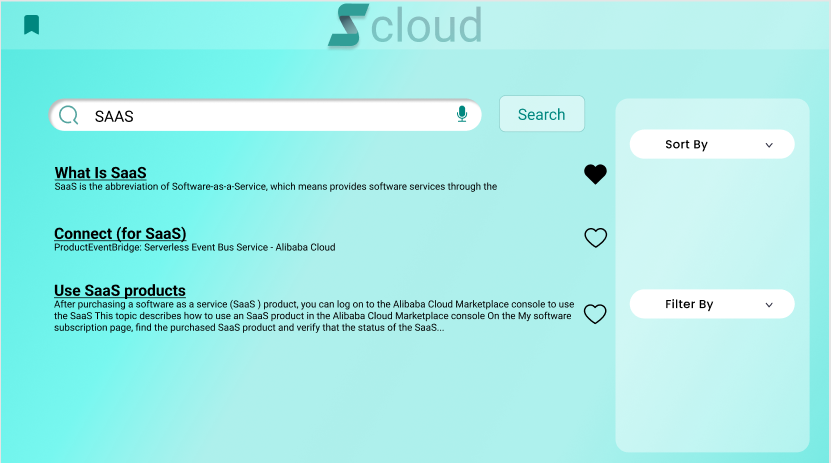 S cloud
SAAS
Search
Sort By
What Is SaaS
SaaS is the abbreviation of Software-as-a-Service, which means provides software services through the
Connect (for SaaS)
ProductEventBridge: Serverless Event Bus Service - Alibaba Cloud
Use SaaS products
After purchasing a software as a service (SaaS ) product, you can log on to the Alibaba Cloud Marketplace console to use
the SaaS This topic describes how to use an SaaS product in the Alibaba Cloud Marketplace console On the My software
subscription page, find the purchased SaaS product and verify that the status of the SaaS...
Filter By